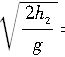 √(2h₂/g) =